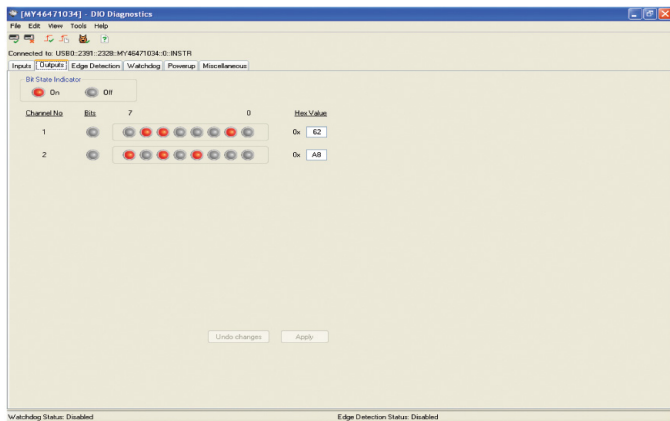 [MY46471034] - DIO Diagnostics
File Edit View Tools Help
Connected to: USB0::2391::2328::MY46471034::0::INSTR
Inputs Outputs Edge Detection Watchdog Powerup Miscellaneous
Bit State Indicator
On Off
Channel No Bits 7 0 Hex Value
1 0x 62
2 0x A8
Undo changes Apply
Watchdog Status: Disabled Edge Detection Status: Disabled